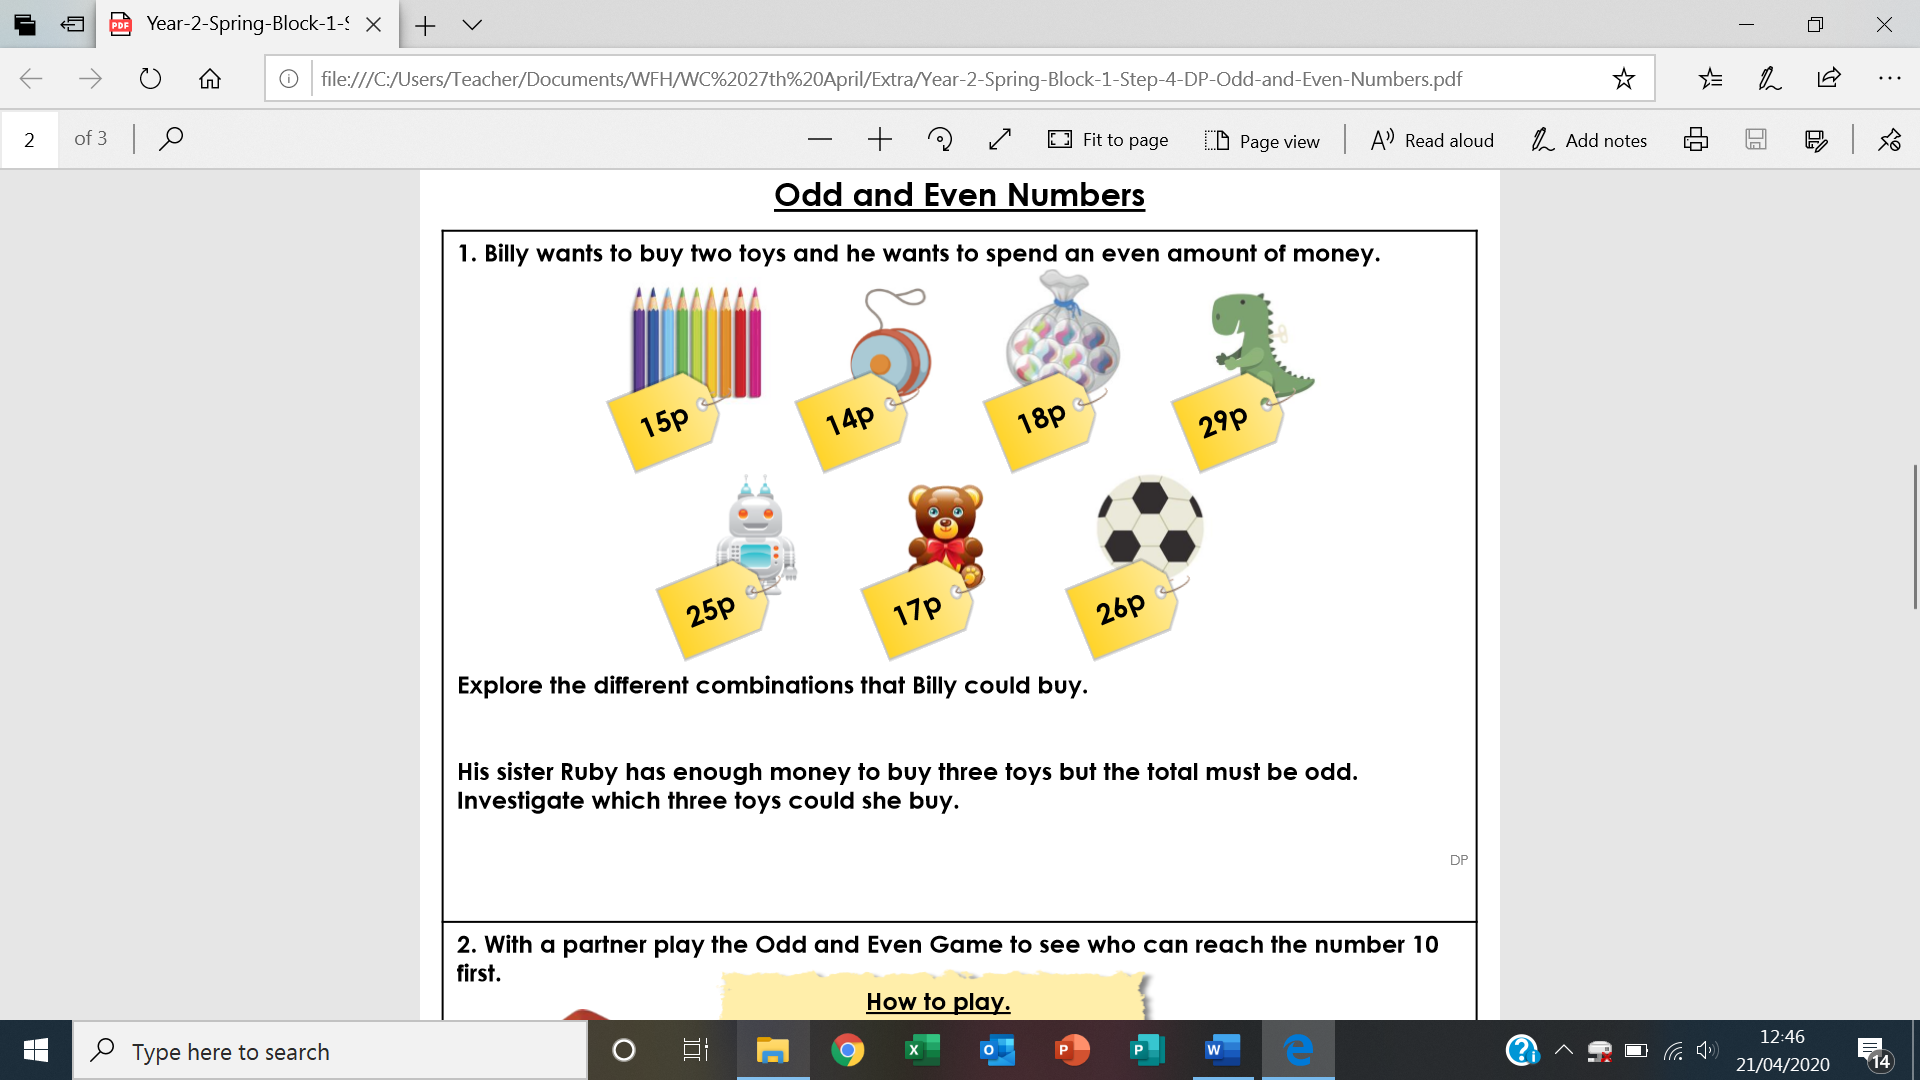 Year-2-Spring-Block-1-S
file:///C:/Users/Teacher/Documents/WFH/WC%2027th%20April/Extra/Year-2-Spring-Block-1-Step-4-DP-Odd-and-Even-Numbers.pdf
2 of 3 Fit to page Page view Read aloud Add notes
Odd and Even Numbers
1. Billy wants to buy two toys and he wants to spend an even amount of money.
15p 14p 18p 29p
25p 17p 26p
Explore the different combinations that Billy could buy.
His sister Ruby has enough money to buy three toys but the total must be odd.
Investigate which three toys could she buy.
DP
2. With a partner play the Odd and Even Game to see who can reach the number 10
first.
How to play.
Type here to search
12:46
21/04/2020
14